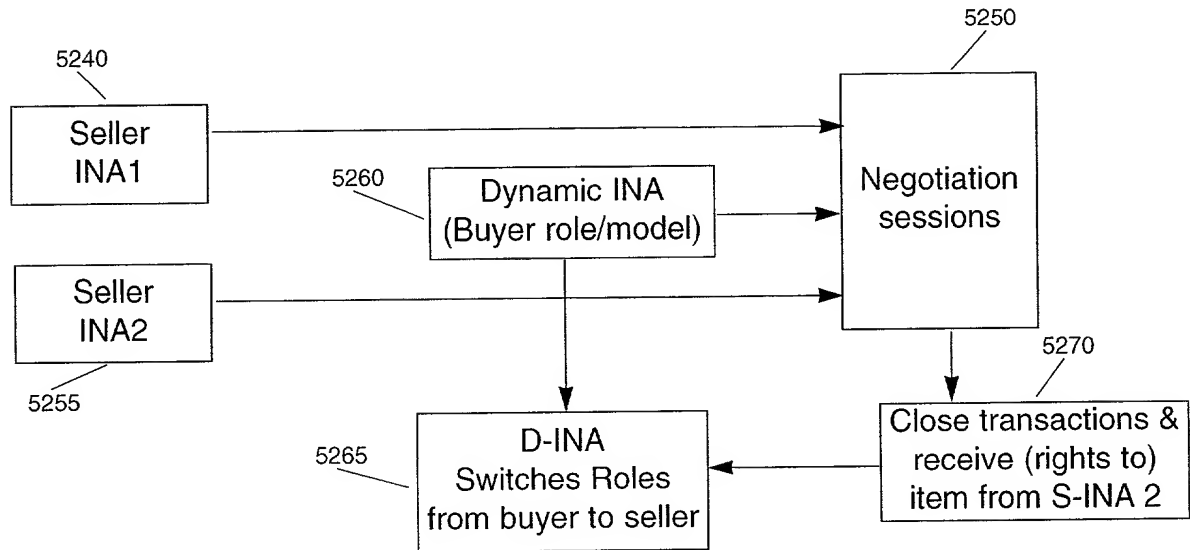 5240
5250
Seller
INA1
5260
Dynamic INA
(Buyer role/model)
Negotiation
sessions
Seller
INA2
5255
5270
5265
D-INA
Switches Roles
from buyer to seller
Close transactions &
receive (rights to)
item from S-INA 2